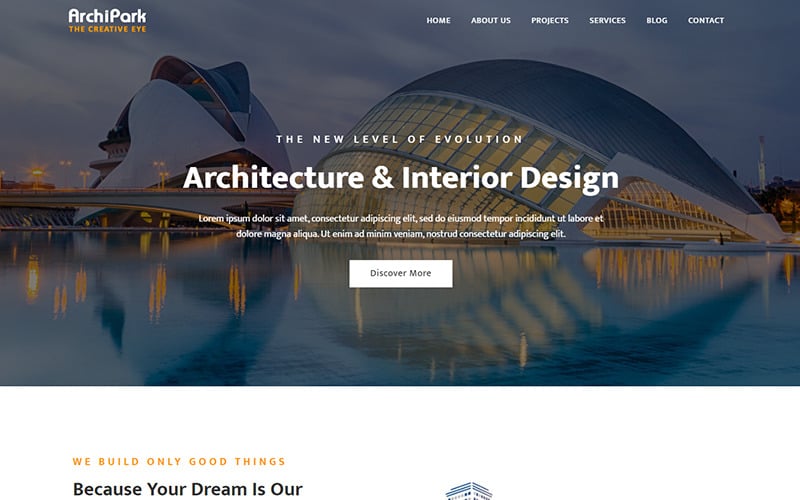 ArchiPark
THE CREATIVE EYE
HOME ABOUT US PROJECTS SERVICES BLOG CONTACT
THE NEW LEVEL OF EVOLUTION
Architecture & Interior Design
Lorem ipsum dolor sit amet, consectetur adipiscing elit, sed do eiusmod tempor incididunt ut labore et
dolore magna aliqua. Ut enim ad minim veniam, nostrud consectetur adipiscing elit.
Discover More
WE BUILD ONLY GOOD THINGS
Because Your Dream Is Our